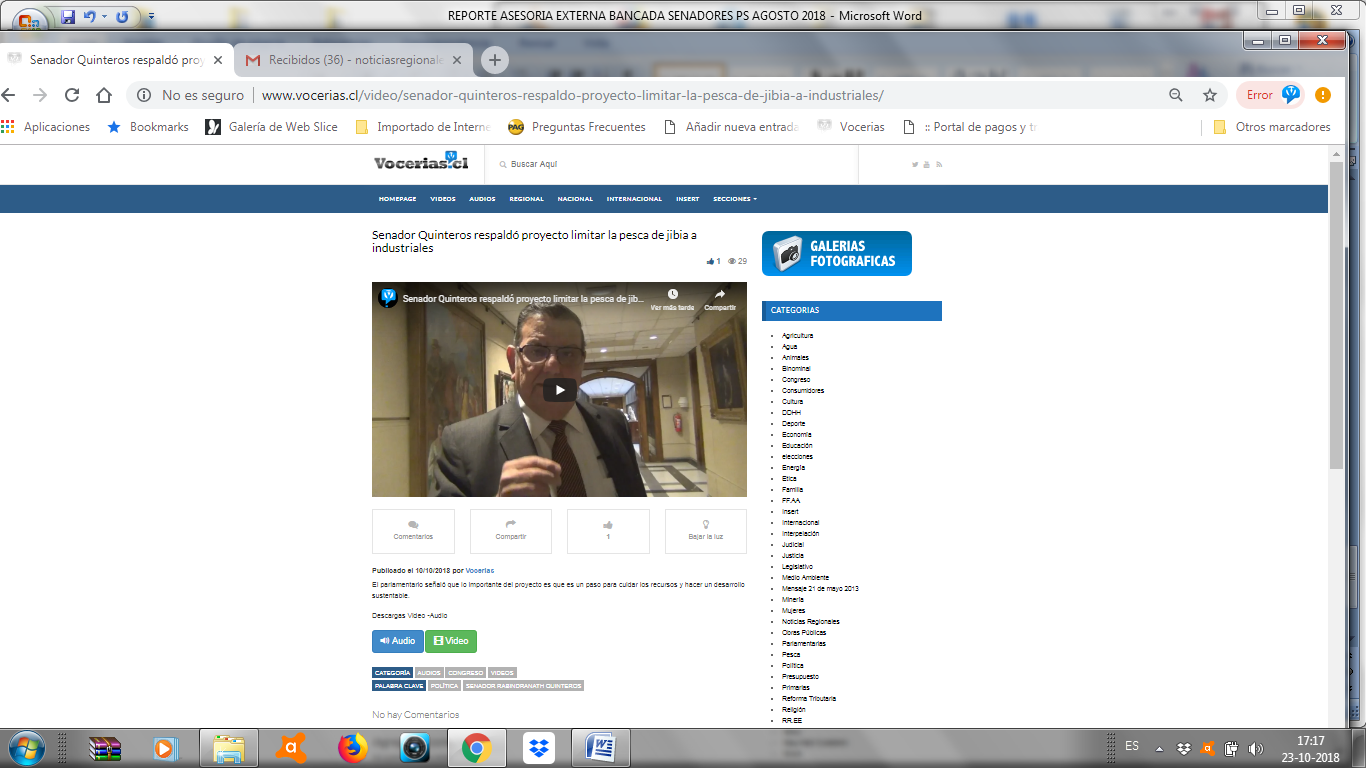 REPORTE ASESORIA EXTERNA BANCADA SENADORES PS AGOSTO 2018 - Microsoft Word
Senador Quinteros respaldó proy
Recibidos (36) - noticiasregionale
No es seguro
www.vocerias.cl/video/senador-quinteros-respaldo-proyecto-limitar-la-pesca-de-jibia-a-industriales/
Error
Aplicaciones
Bookmarks
Galería de Web Slice
Importado de Interne
PAG
Preguntas Frecuentes
Añadir nueva entrada
Vocerias
:: Portal de pagos y tr
Otros marcadores
Vocerias.cl
Buscar Aquí
HOMEPAGE VIDEOS AUDIOS REGIONAL NACIONAL INTERNACIONAL INSERT SECCIONES
Senador Quinteros respaldó proyecto limitar la pesca de jibia a
industriales
1 29
Senador Quinteros respaldó proyecto limitar la pesca de jib...
Ver más tarde
Compartir
Comentarios
Compartir
1
Bajar la luz
Publicado el 10/10/2018 por Vocerias
El parlamentario señaló que lo importante del proyecto es que es un paso para cuidar los recursos y hacer un desarrollo
sustentable.
Descargas Video -Audio
Audio
Video
CATEGORÍA AUDIOS CONGRESO VIDEOS
PALABRA CLAVE POLÍTICA SENADOR RABINDRANATH QUINTEROS
No hay Comentarios
GALERIAS
FOTOGRAFICAS
CATEGORIAS
Agricultura
Agua
Animales
Binominal
Congreso
Consumidores
Cultura
DDHH
Deporte
Economía
Educación
elecciones
Energía
Etica
Familia
FF.AA
Insert
Internacional
Interpelación
Judicial
Justicia
Legislativo
Medio Ambiente
Mensaje 21 de mayo 2013
Minería
Mujeres
Noticias Regionales
Obras Públicas
Parlamentarias
Pesca
Política
Presupuesto
Primarias
Reforma Tributaria
Religión
RR.EE
ES
17:17
23-10-2018